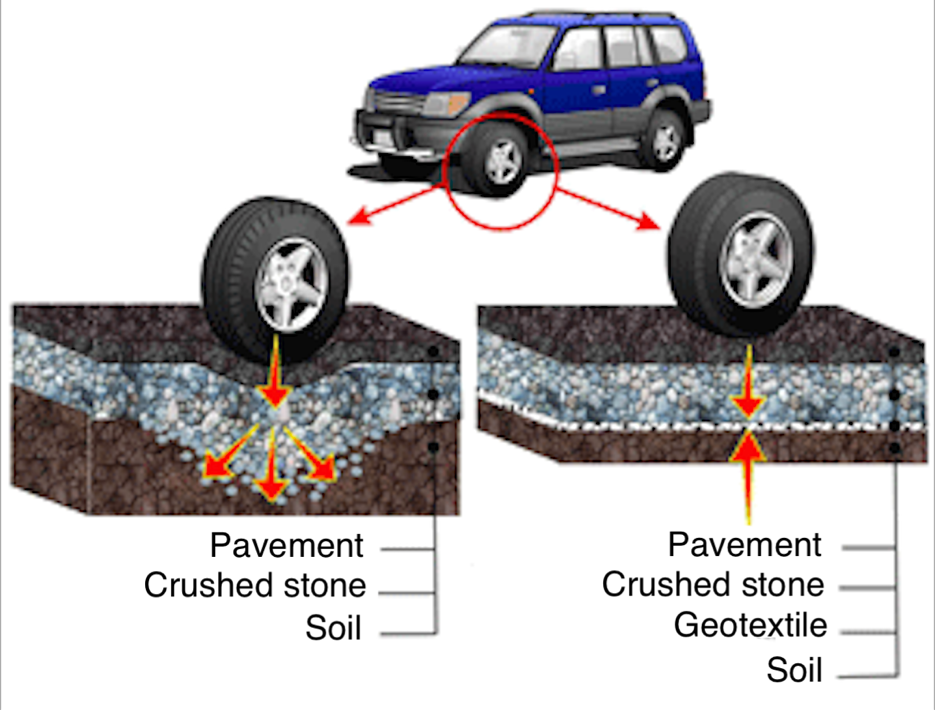 Pavement
Crushed stone
Soil
Pavement
Crushed stone
Geotextile
Soil